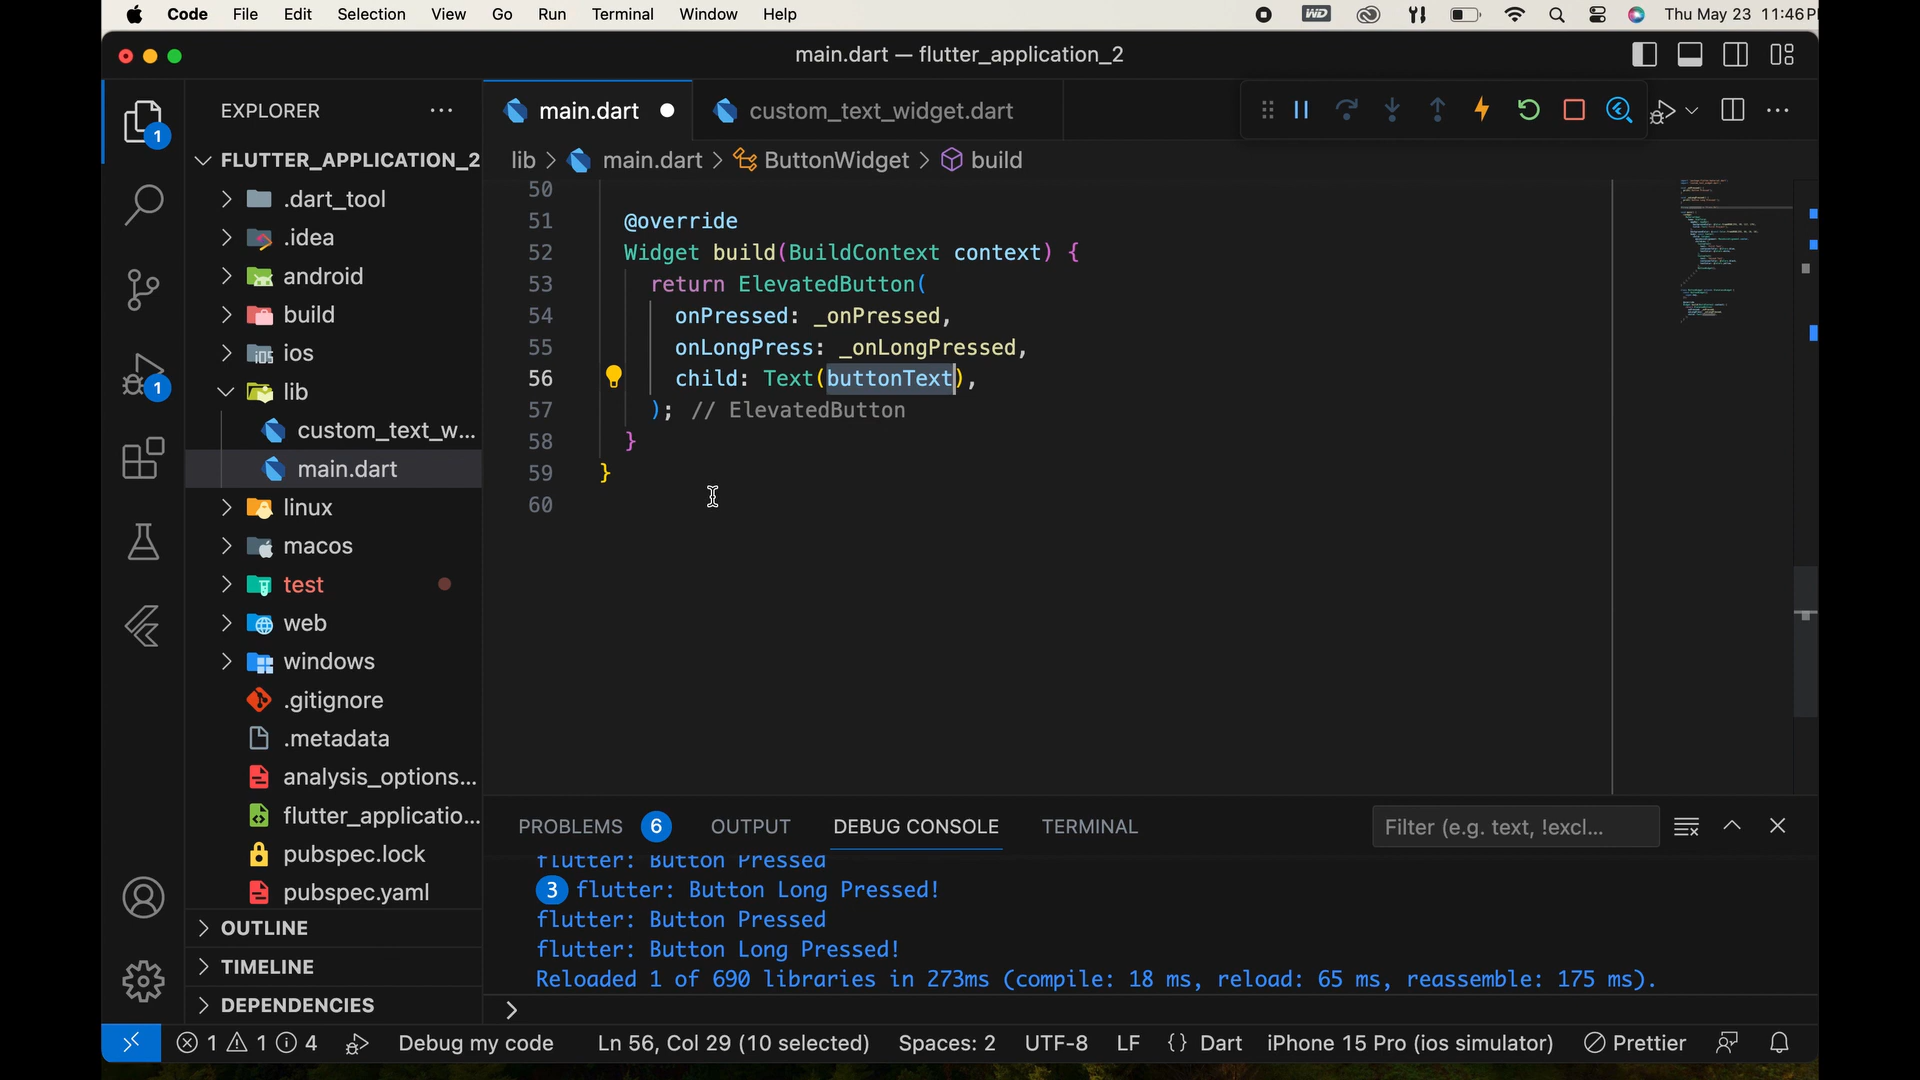 Code File Edit Selection View Go Run Terminal Window Help
WD
Thu May 23 11:46P
main.dart — flutter_application_2
EXPLORER
1
FLUTTER_APPLICATION_2
.dart_tool
.idea
android
build
ios
lib
custom_text_w...
main.dart
linux
macos
test
web
windows
.gitignore
.metadata
analysis_options...
flutter_applicatio...
pubspec.lock
pubspec.yaml
OUTLINE
TIMELINE
DEPENDENCIES
1
main.dart
custom_text_widget.dart
lib > main.dart > ButtonWidget > build
50
51 @override
52 Widget build(BuildContext context) {
53 return ElevatedButton(
54 onPressed: _onPressed,
55 onLongPress: _onLongPressed,
56 child: Text(buttonText),
57 ); // ElevatedButton
58 }
59 }
60
PROBLEMS 6 OUTPUT DEBUG CONSOLE TERMINAL
Filter (e.g. text, !excl...
flutter: Button Pressed
3 flutter: Button Long Pressed!
flutter: Button Pressed
flutter: Button Long Pressed!
Reloaded 1 of 690 libraries in 273ms (compile: 18 ms, reload: 65 ms, reassemble: 175 ms).
>
1 1 4 Debug my code Ln 56, Col 29 (10 selected) Spaces: 2 UTF-8 LF {} Dart iPhone 15 Pro (ios simulator) Prettier